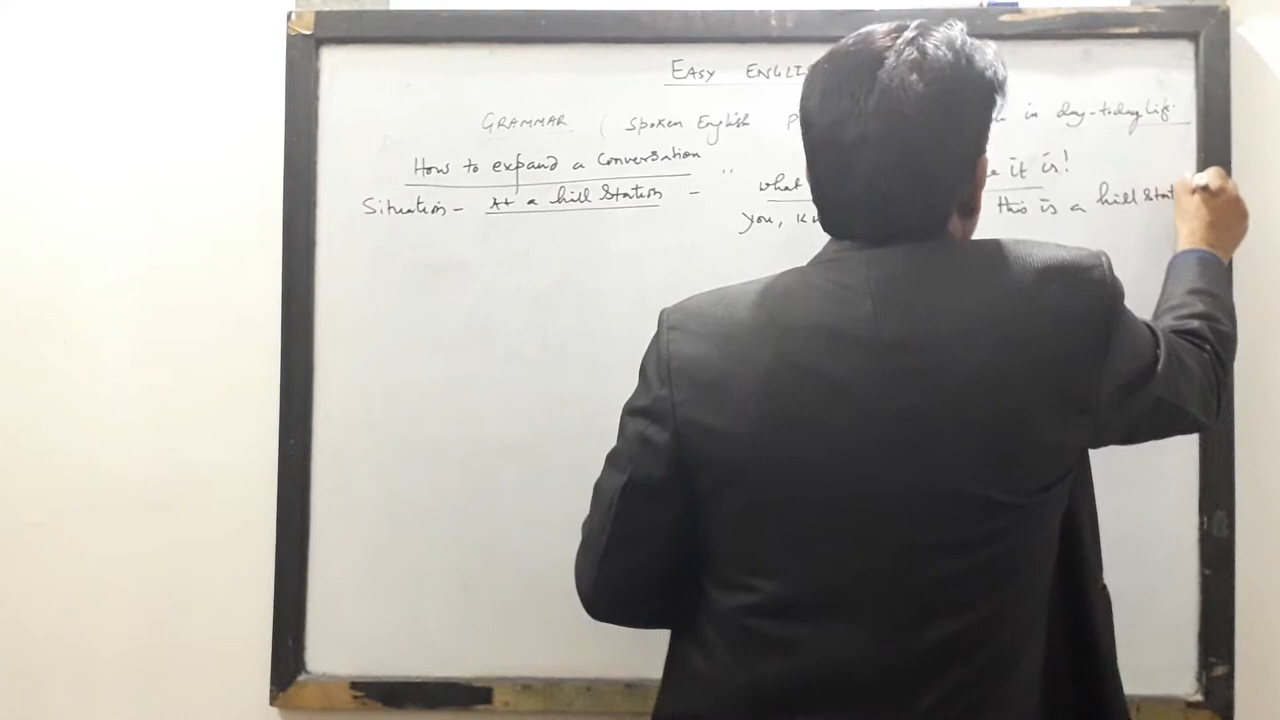 EASY ENGLIS
GRAMMAR ( Spoken English in day-today life.
How to expand a Conversation
Situation - At a hill Station - " what it is!
you, this is a hill Stat